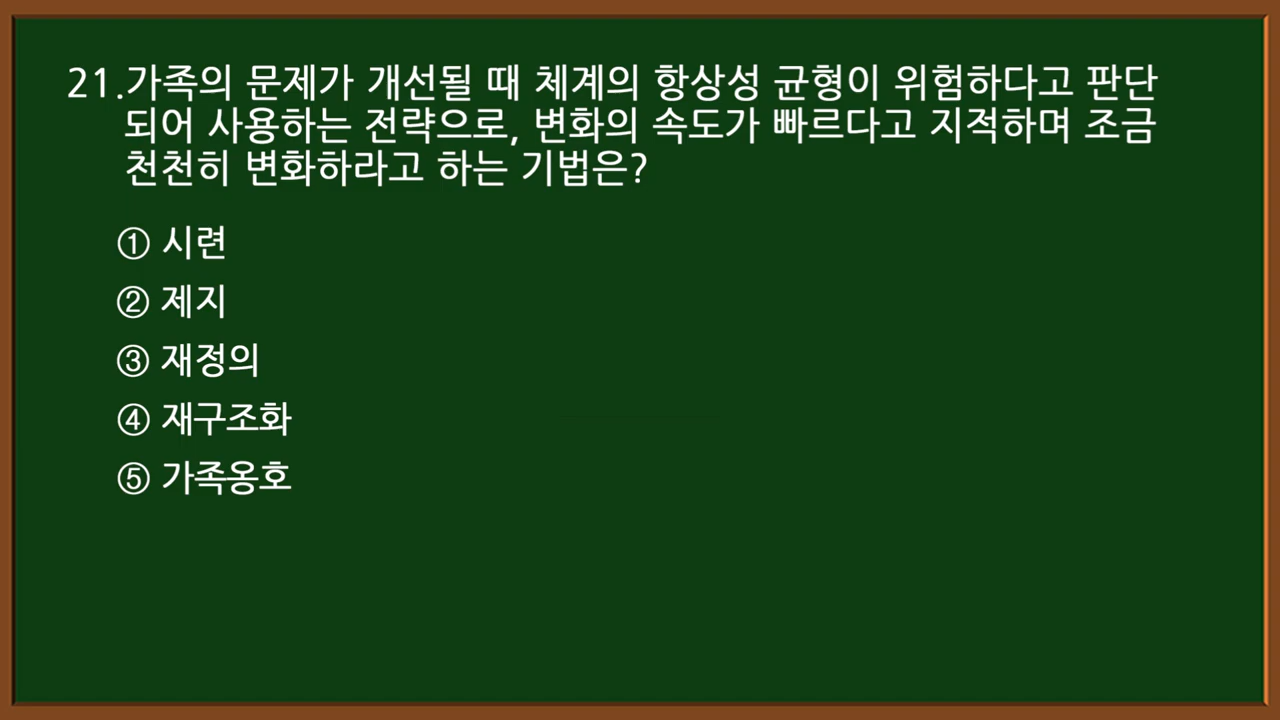 21.가족의 문제가 개선될 때 체계의 항상성 균형이 위험하다고 판단
되어 사용하는 전략으로, 변화의 속도가 빠르다고 지적하며 조금
천천히 변화하라고 하는 기법은?
① 시련
② 제지
③ 재정의
④ 재구조화
⑤ 가족옹호